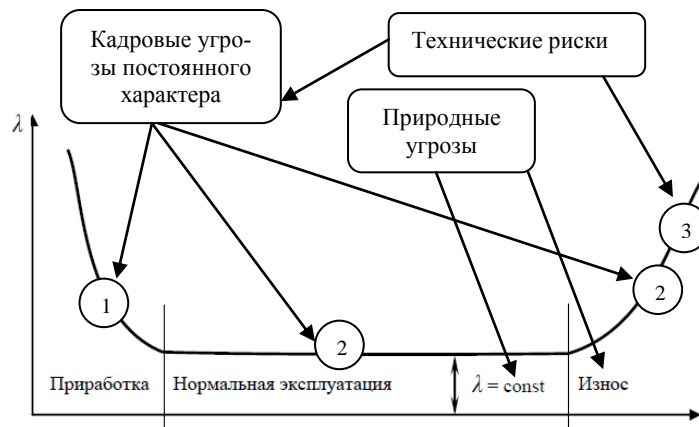 Кадровые угро-
зы постоянного
характера
Технические риски
Природные
угрозы
λ
1
2
2
3
Приработка
Нормальная эксплуатация
λ = const
Износ